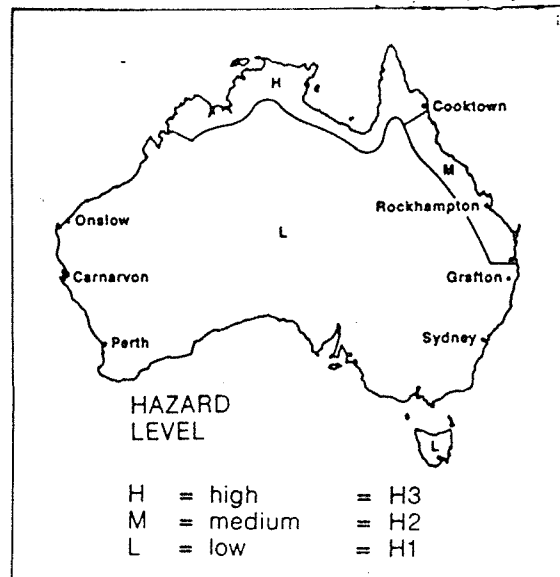 H
Cooktown
M
Rockhampton
Onslow
L
Carnarvon
Grafton
Perth
Sydney
HAZARD
LEVEL
L
H = high = H3
M = medium = H2
L = low = H1